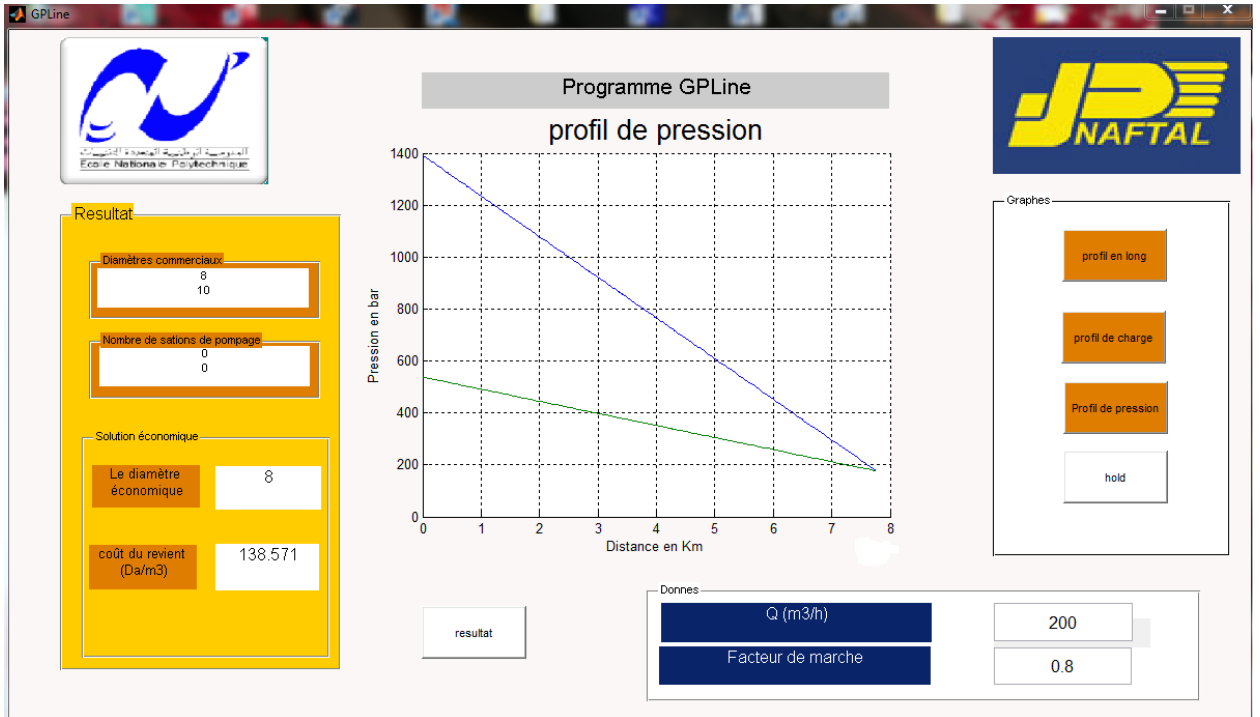 GPLine
Ecole Nationale Polytechnique
Programme GPLine
profil de pression
NAFTAL
Resultat
Diamètres commerciaux
8
10
Nombre de sations de pompage
0
0
Solution économique
Le diamètre
économique
8
coût du revient
(Da/m3)
138.571
Pression en bar
1400
1200
1000
800
600
400
200
0
0 1 2 3 4 5 6 7 8
Distance en Km
Graphes
profil en long
profil de charge
Profil de pression
hold
resultat
Donnes
Q (m3/h)
200
Facteur de marche
0.8